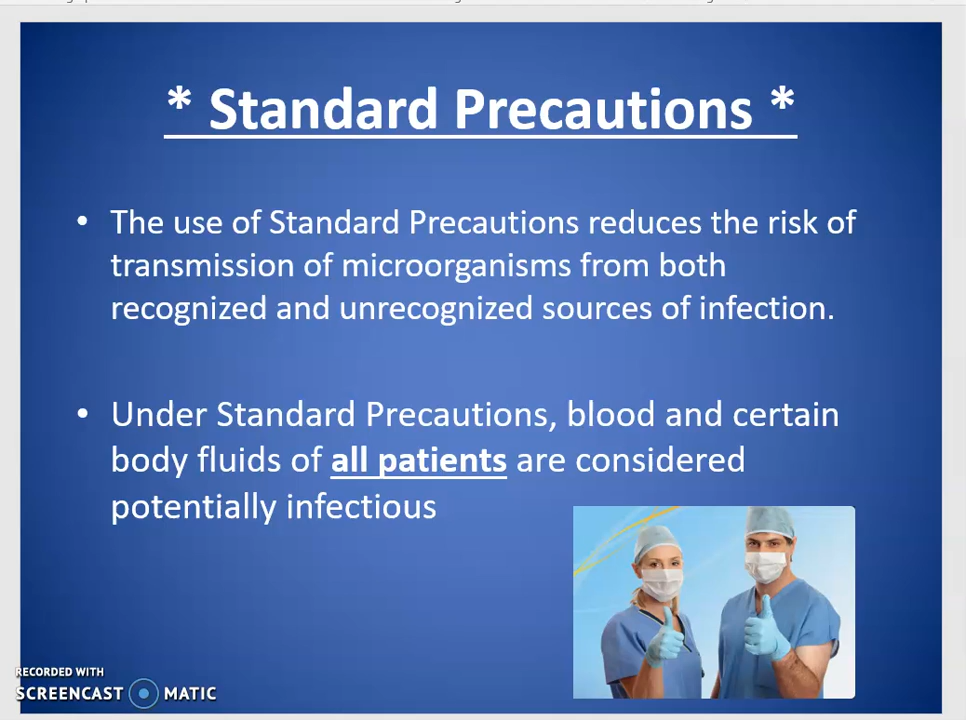 * Standard Precautions *
• The use of Standard Precautions reduces the risk of
transmission of microorganisms from both
recognized and unrecognized sources of infection.
• Under Standard Precautions, blood and certain
body fluids of all patients are considered
potentially infectious
RECORDED WITH
SCREENCAST MATIC